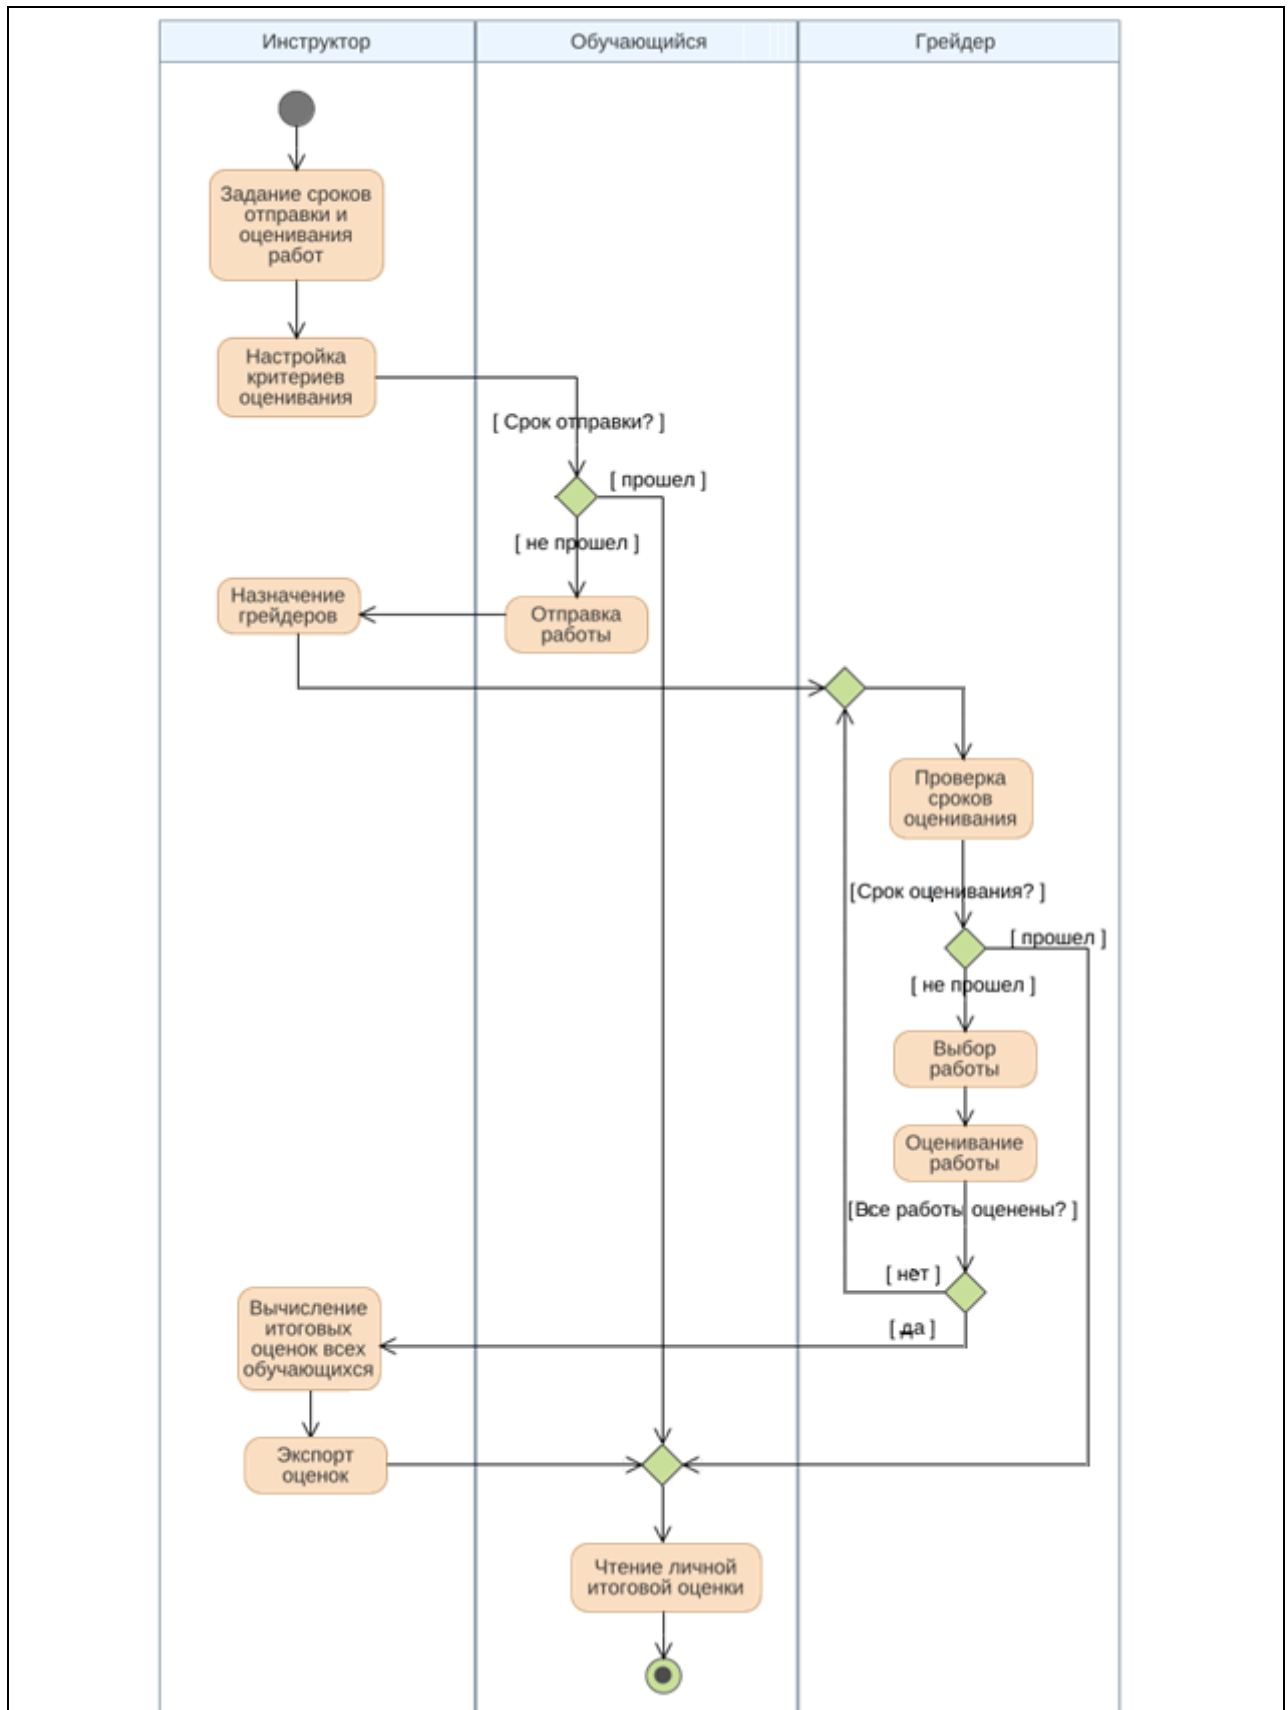 Инструктор
Обучающийся
Грейдер
Задание сроков
отправки и
оценивания
работ
Настройка
критериев
оценивания
[ Срок отправки? ]
[ прошел ]
[ не прошел ]
Назначение
грейдеров
Отправка
работы
Проверка
сроков
оценивания
[Срок оценивания? ]
[ прошел ]
[ не прошел ]
Выбор
работы
Оценивание
работы
[Все работы оценены? ]
[ нет ]
[ да ]
Вычисление
итоговых
оценок всех
обучающихся
Экспорт
оценок
Чтение личной
итоговой оценки